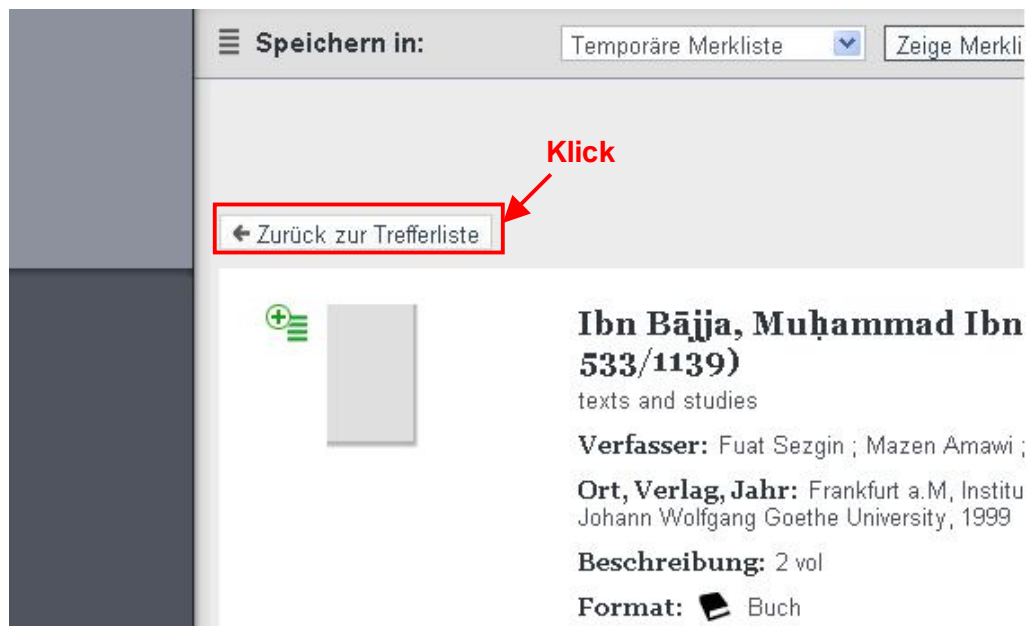 Speichern in: Temporäre Merkliste Zeige Merkli
Klick
Zurück zur Trefferliste
Ibn Bājja, Muḥammad Ibn
533/1139)
texts and studies
Verfasser: Fuat Sezgin ; Mazen Amawi ;
Ort, Verlag, Jahr: Frankfurt a.M, Institu
Johann Wolfgang Goethe University, 1999
Beschreibung: 2 vol
Format: Buch